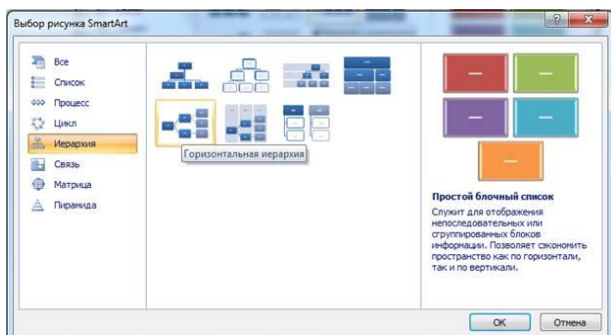 Выбор рисунка SmartArt
Все
Список
Процесс
Цикл
Иерархия
Связь
Матрица
Пирамида
Горизонтальная иерархия
Простой блочный список
Служит для отображения
непоследовательных или
сгруппированных блоков
информации. Позволяет сэкономить
пространство как по горизонтали,
так и по вертикали.
ОК
Отмена